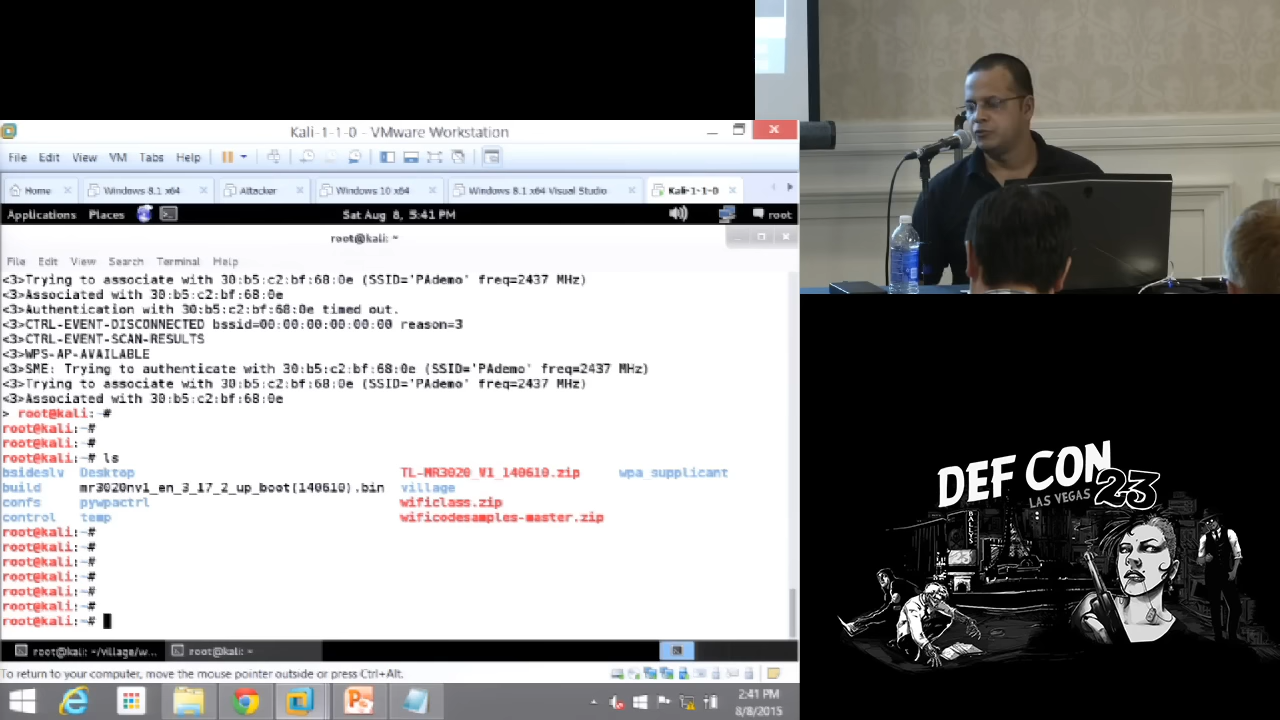 Kali-1-1-0 - VMware Workstation
File Edit View VM Tabs Help
Home Windows 8.1 x64 Attacker Windows 10 x64 Windows 8.1 x64 Visual Studio Kali-1-1-0
Applications Places Sat Aug 8, 5:41 PM root
root@kali: ~
File Edit View Search Terminal Help
<3>Trying to associate with 30:b5:c2:bf:68:0e (SSID='PAdemo' freq=2437 MHz)
<3>Associated with 30:b5:c2:bf:68:0e
<3>Authentication with 30:b5:c2:bf:68:0e timed out.
<3>CTRL-EVENT-DISCONNECTED bssid=00:00:00:00:00:00 reason=3
<3>CTRL-EVENT-SCAN-RESULTS
<3>WPS-AP-AVAILABLE
<3>SME: Trying to authenticate with 30:b5:c2:bf:68:0e (SSID='PAdemo' freq=2437 MHz)
<3>Trying to associate with 30:b5:c2:bf:68:0e (SSID='PAdemo' freq=2437 MHz)
<3>Associated with 30:b5:c2:bf:68:0e
> root@kali:~#
root@kali:~#
root@kali:~#
root@kali:~# ls
bsideslv Desktop TL-MR3020_V1_140610.zip wpa_supplicant
build mr3020nv1_en_3_17_2_up_boot(140610).bin village
confs pywpactrl wificlass.zip
control temp wificodesamples-master.zip
root@kali:~#
root@kali:~#
root@kali:~#
root@kali:~#
root@kali:~#
root@kali:~#
root@kali:~#
root@kali: ~/village/w... root@kali: ~
To return to your computer, move the mouse pointer outside or press Ctrl+Alt.
2:41 PM
8/8/2015
DEF CON 23
LAS VEGAS
BALLYS